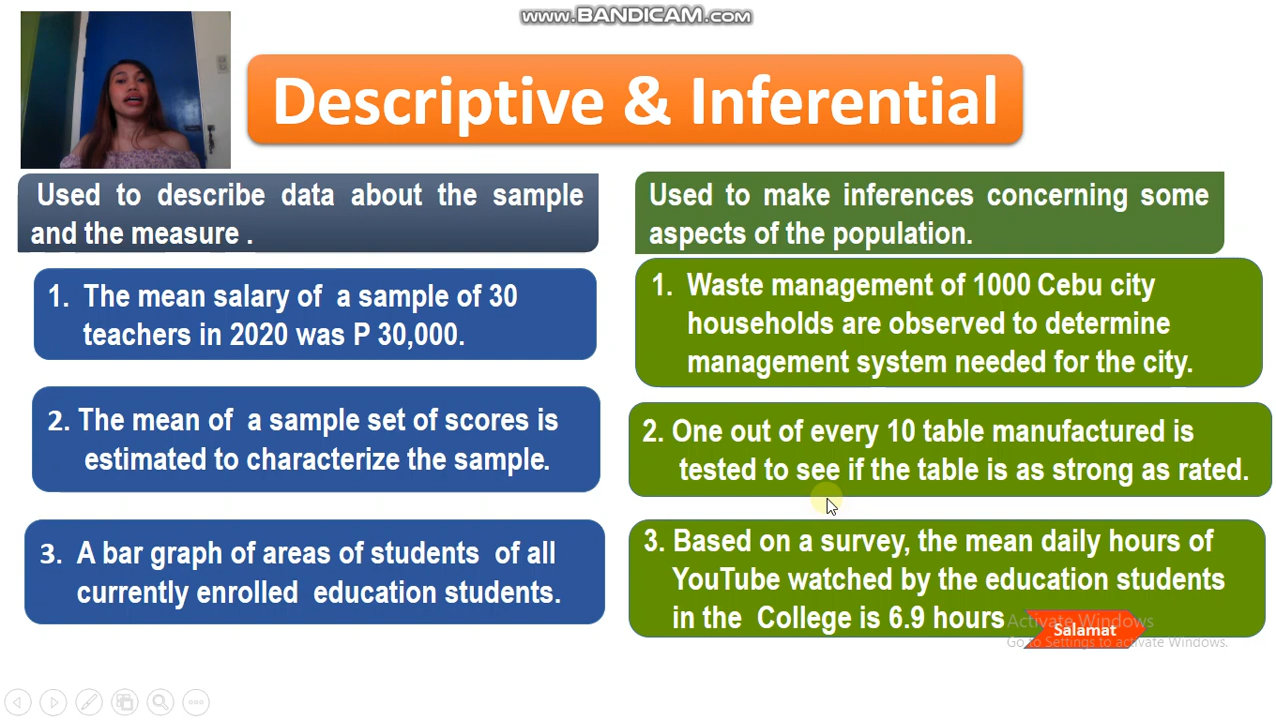 www.BANDICAM.com
Descriptive & Inferential
Used to describe data about the sample
and the measure .
1. The mean salary of a sample of 30
teachers in 2020 was P 30,000.
2. The mean of a sample set of scores is
estimated to characterize the sample.
3. A bar graph of areas of students of all
currently enrolled education students.
Used to make inferences concerning some
aspects of the population.
1. Waste management of 1000 Cebu city
households are observed to determine
management system needed for the city.
2. One out of every 10 table manufactured is
tested to see if the table is as strong as rated.
3. Based on a survey, the mean daily hours of
YouTube watched by the education students
in the College is 6.9 hours
Salamat
Activate Windows
Go to Settings to activate Windows.